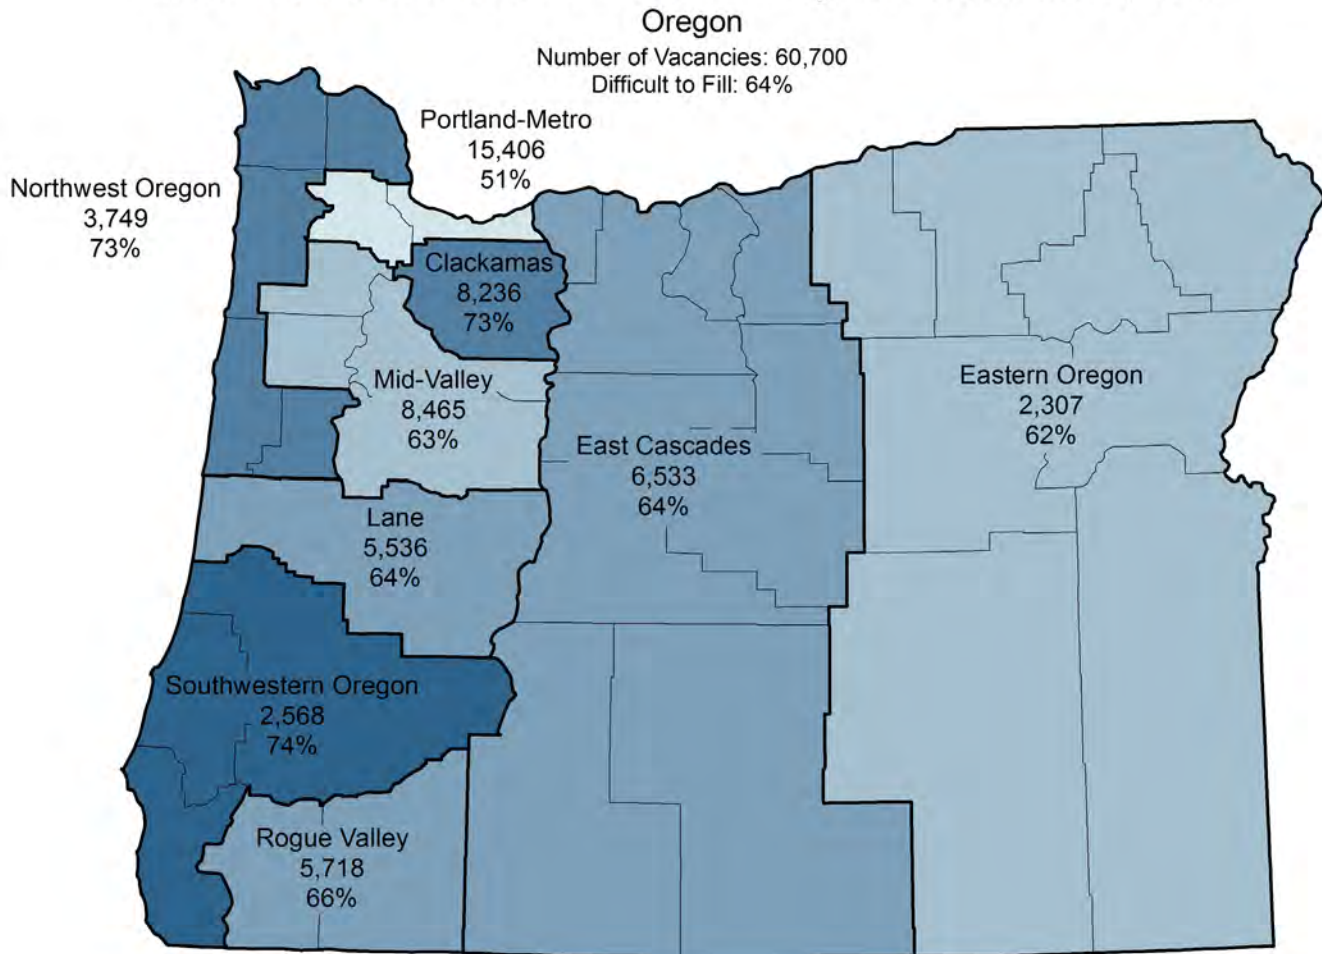 Oregon
Number of Vacancies: 60,700
Difficult to Fill: 64%
Portland-Metro
15,406
51%
Northwest Oregon
3,749
73%
Clackamas
8,236
73%
Mid-Valley
8,465
63%
Eastern Oregon
2,307
62%
East Cascades
6,533
64%
Lane
5,536
64%
Southwestern Oregon
2,568
74%
Rogue Valley
5,718
66%